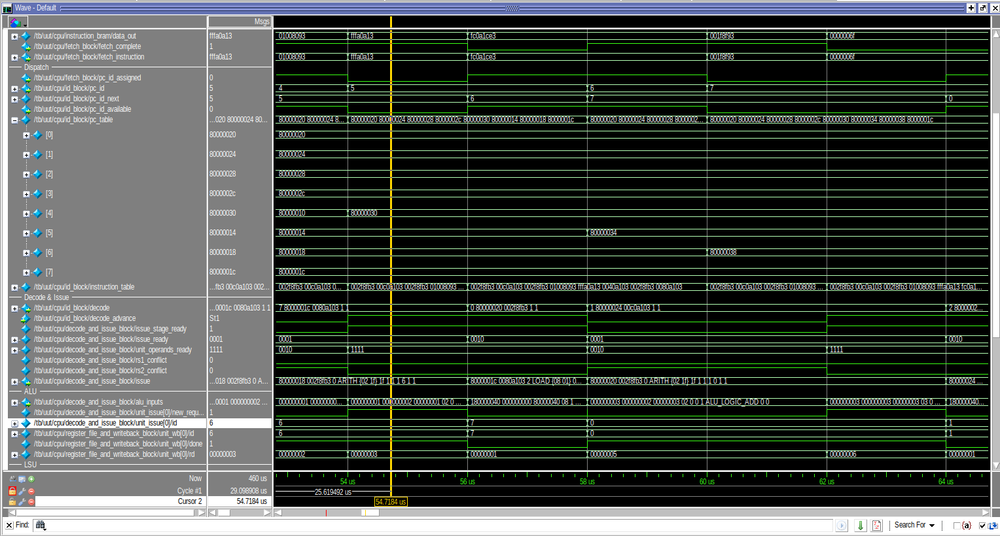 Wave - Default
Msgs
/tb/uut/cpu/instruction_bram/data_out fffa0a13 01008093 fffa0a13 fc0a1ce3 001f8f93 0000006f
/tb/uut/cpu/fetch_block/fetch_complete 1
/tb/uut/cpu/fetch_block/fetch_instruction fffa0a13 01008093 fffa0a13 fc0a1ce3 001f8f93 0000006f
Dispatch
/tb/uut/cpu/fetch_block/pc_id_assigned 0
/tb/uut/cpu/id_block/pc_id 5 4 5 6 7
/tb/uut/cpu/id_block/pc_id_next 5 5 6 7 0
/tb/uut/cpu/id_block/pc_id_available 0
/tb/uut/cpu/id_block/pc_table ...020 80000024 80... 80000020 80000024 8... 80000020 80000024 80000028 8000002c 80000030 80000014 80000018 8000001c 80000020 80000024 80000028 8000002... 80000020 80000024 80000028 8000002c 80000030 80000034 80000038 8000001c
[0] 80000020 80000020
[1] 80000024 80000024
[2] 80000028 80000028
[3] 8000002c 8000002c
[4] 80000030 80000010 80000030
[5] 80000014 80000014 80000034
[6] 80000018 80000018 80000038
[7] 8000001c 8000001c
/tb/uut/cpu/id_block/instruction_table ...fb3 00c0a103 002... 002f8fb3 00c0a103 0... 002f8fb3 00c0a103 002f8fb3 01008093 ... 002f8fb3 00c0a103 002f8fb3 01008093 fffa0a13 0040a103 002f8fb3 0080a103 002f8fb3 00c0a103 002f8fb3 01008093 ... 002f8fb3 00c0a103 002f8fb3 01008093 fffa0a13 fc0a1...
Decode & Issue
/tb/uut/cpu/id_block/decode ...0001c 0080a103 1 1 7 8000001c 0080a103 1 1 0 80000020 002f8fb3 1 1 1 80000024 00c0a103 1 1 2 8000002...
/tb/uut/cpu/id_block/decode_advance St1
/tb/uut/cpu/decode_and_issue_block/issue_stage_ready 1
/tb/uut/cpu/decode_and_issue_block/issue_ready 0001 0001 0010 0001 0010
/tb/uut/cpu/decode_and_issue_block/unit_operands_ready 1111 0010 1111 0010 1111
/tb/uut/cpu/decode_and_issue_block/rs1_conflict 0
/tb/uut/cpu/decode_and_issue_block/rs2_conflict 0
/tb/uut/cpu/decode_and_issue_block/issue ...018 002f8fb3 0 A... 80000018 002f8fb3 0 ARITH {02 1f} 1f 1 1 1 6 1 1 8000001c 0080a103 2 LOAD {08 01} 0... 80000020 002f8fb3 0 ARITH {02 1f} 1f 1 1 1 0 1 1 80000024 ...
ALU
/tb/uut/cpu/decode_and_issue_block/alu_inputs ...0001 000000002 ... 000000001 00000000... 000000001 000000002 00000001 02 0 ... 180000040 000000000 80000040 08 1 ... 000000003 000000002 00000003 02 0 0 1 ALU_LOGIC_ADD 0 0 000000003 000000003 00000003 03 0 ... 180000040...
/tb/uut/cpu/decode_and_issue_block/unit_issue[0]/new_requ... 1
/tb/uut/cpu/decode_and_issue_block/unit_issue[0]/id 6 6 7 0 1
/tb/uut/cpu/register_file_and_writeback_block/unit_wb[0]/id 6 6 7 0 1
/tb/uut/cpu/register_file_and_writeback_block/unit_wb[0]/done 1
/tb/uut/cpu/register_file_and_writeback_block/unit_wb[0]/rd 00000003 00000002 00000003 00000001 00000005 00000006 00000001
LSU
Now 460 us 54 us 56 us 58 us 60 us 62 us 64 us
Cycle #1 29.098908 us 25.619492 us
Cursor 2 54.7184 us 54.7184 us
Find: Search For {a}